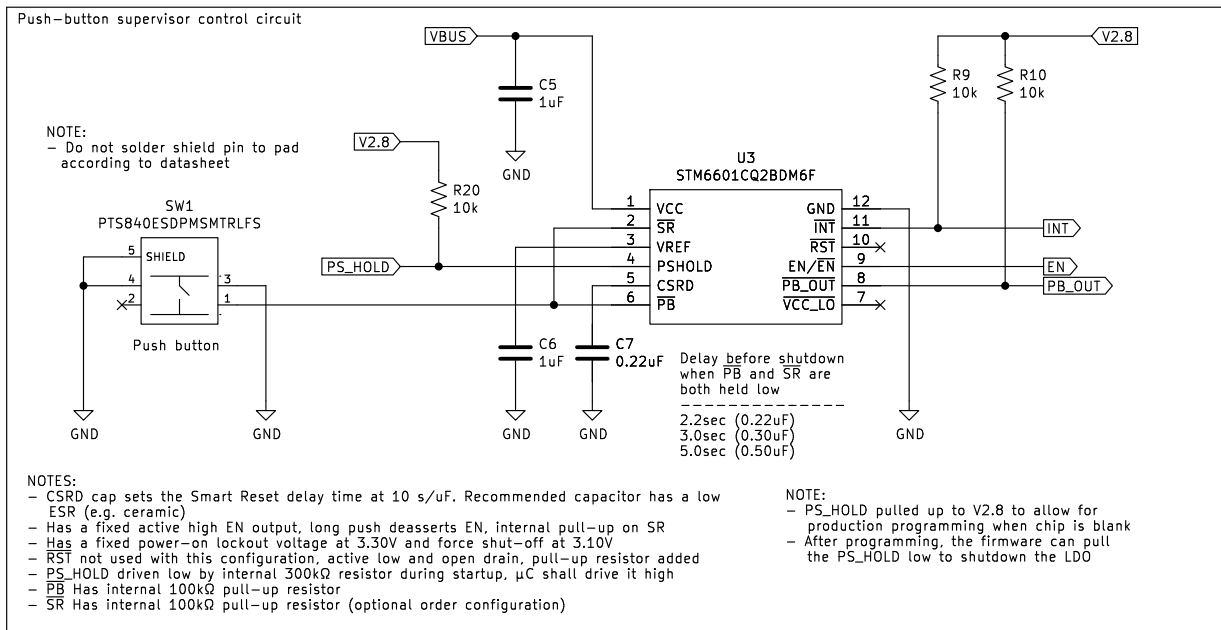 Push-button supervisor control circuit
VBUS
V2.8
C5
1uF
R9
10k
R10
10k
NOTE:
- Do not solder shield pin to pad
according to datasheet
V2.8
GND
R20
10k
U3
STM6601CQ2BDM6F
SW1
PTS840ESDPMSMTRLFS
1 VCC GND 12
2 SR INT 11
3 VREF RST 10
4 PSHOLD EN/EN 9
5 CSRD PB_OUT 8
6 PB VCC_LO 7
INT
EN
PB_OUT
PS_HOLD
5 SHIELD
4 3
2 1
Push button
C6
1uF
C7
0.22uF
Delay before shutdown
when PB and SR are
both held low
---------------
2.2sec (0.22uF)
3.0sec (0.30uF)
5.0sec (0.50uF)
GND
GND
GND
GND
GND
NOTES:
- CSRD cap sets the Smart Reset delay time at 10 s/uF. Recommended capacitor has a low
ESR (e.g. ceramic)
- Has a fixed active high EN output, long push deasserts EN, internal pull-up on SR
- Has a fixed power-on lockout voltage at 3.30V and force shut-off at 3.10V
- RST not used with this configuration, active low and open drain, pull-up resistor added
- PS_HOLD driven low by internal 300kΩ resistor during startup, µC shall drive it high
- PB Has internal 100kΩ pull-up resistor
- SR Has internal 100kΩ pull-up resistor (optional order configuration)
NOTE:
- PS_HOLD pulled up to V2.8 to allow for
production programming when chip is blank
- After programming, the firmware can pull
the PS_HOLD low to shutdown the LDO